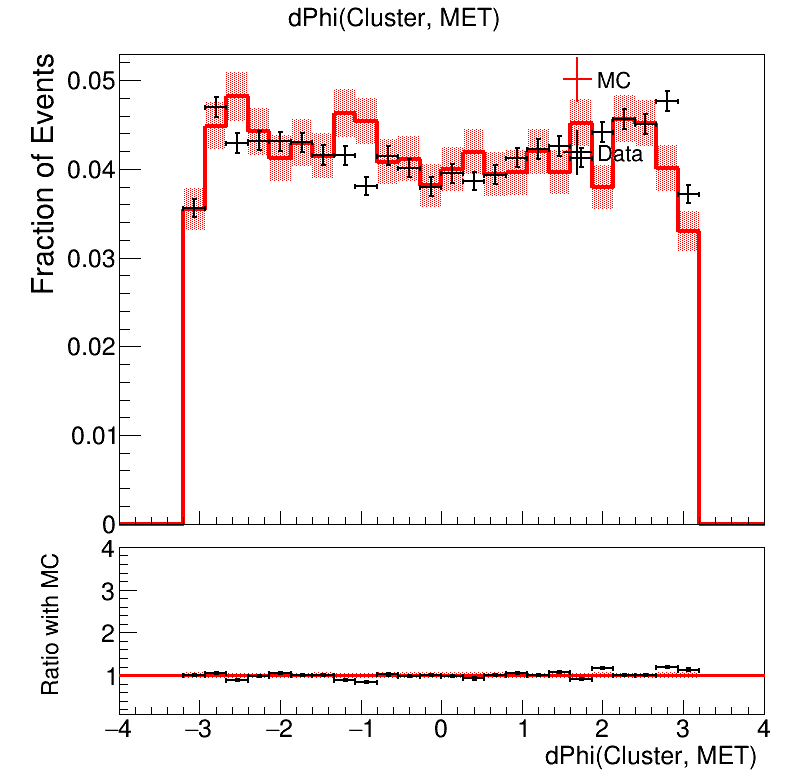 dPhi(Cluster, MET)
Fraction of Events
0.05
0.04
0.03
0.02
0.01
0
MC
Data
Ratio with MC
4
3
2
1
−4 −3 −2 −1 0 1 2 3 4
dPhi(Cluster, MET)